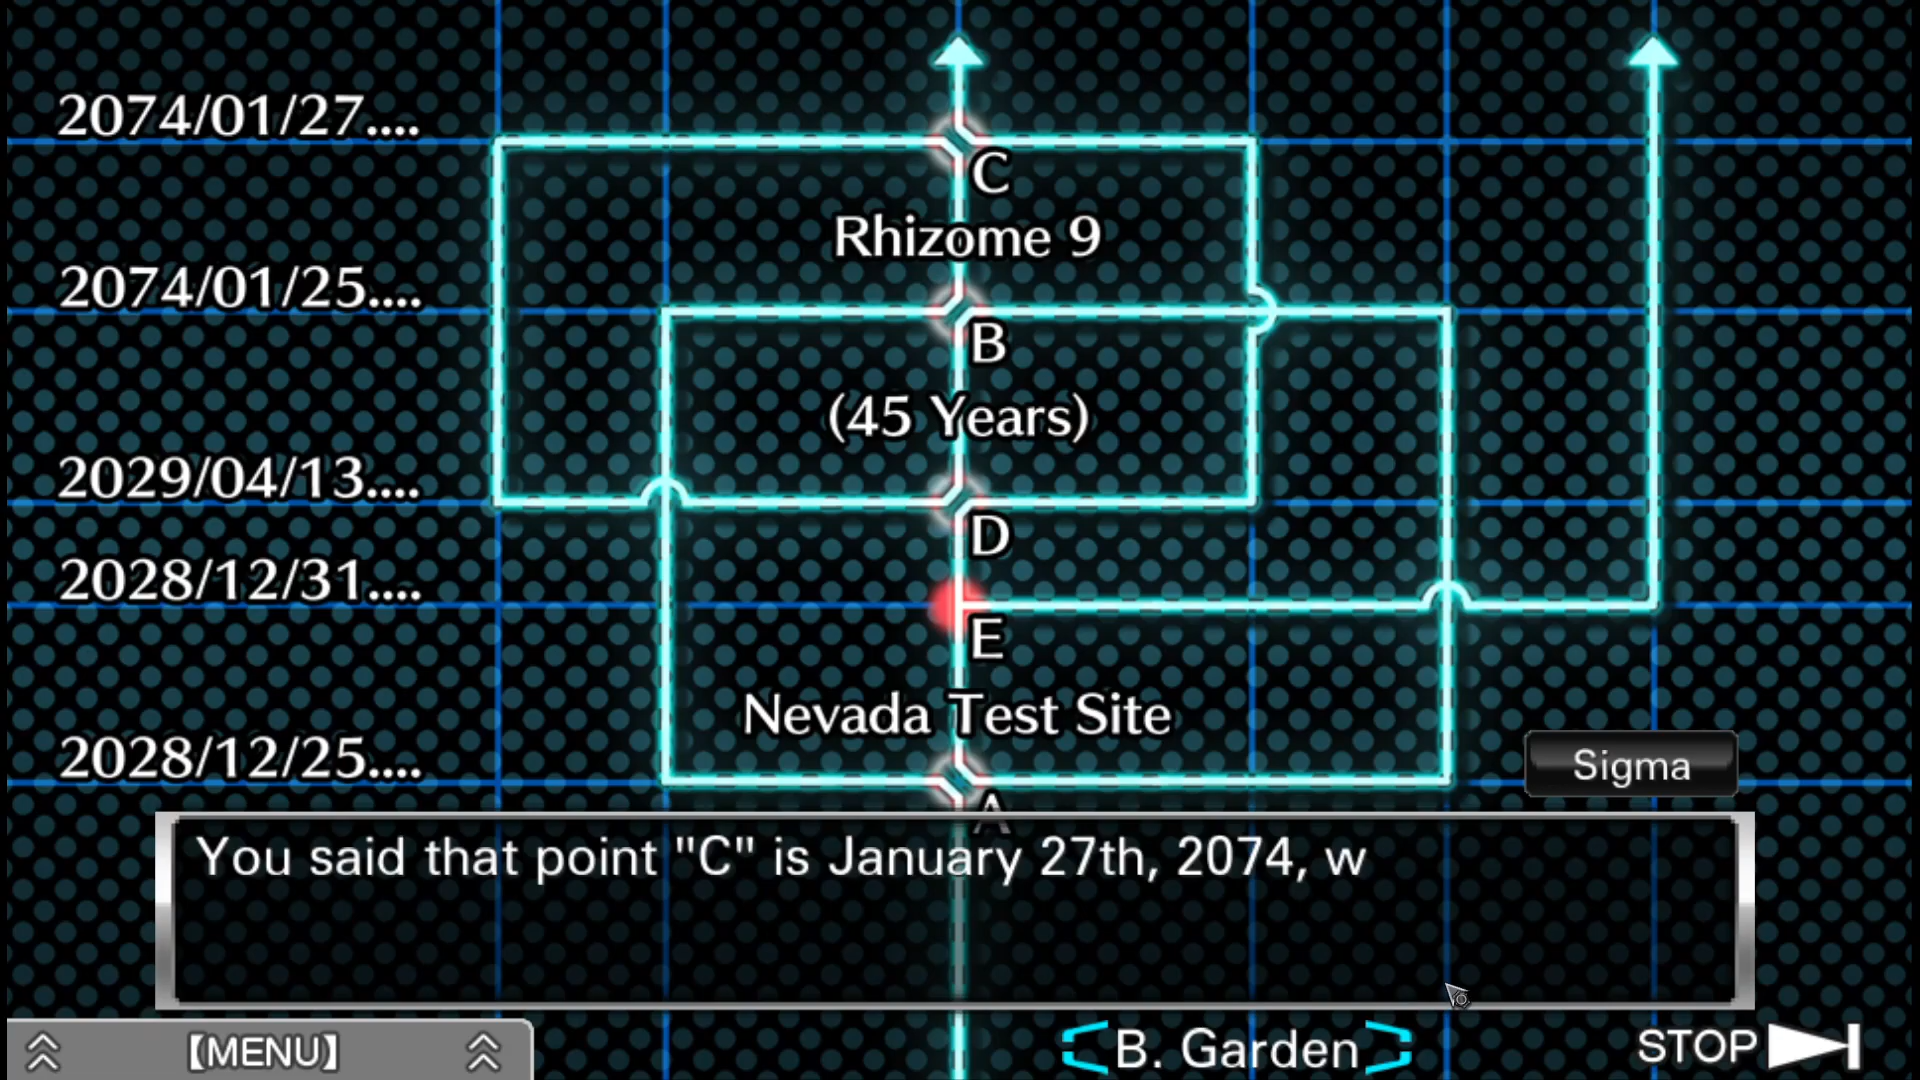 2074/01/27....
C
Rhizome 9
2074/01/25....
B
(45 Years)
2029/04/13....
D
2028/12/31....
E
Nevada Test Site
2028/12/25....
Sigma
A
You said that point "C" is January 27th, 2074, w
【MENU】
B. Garden
STOP